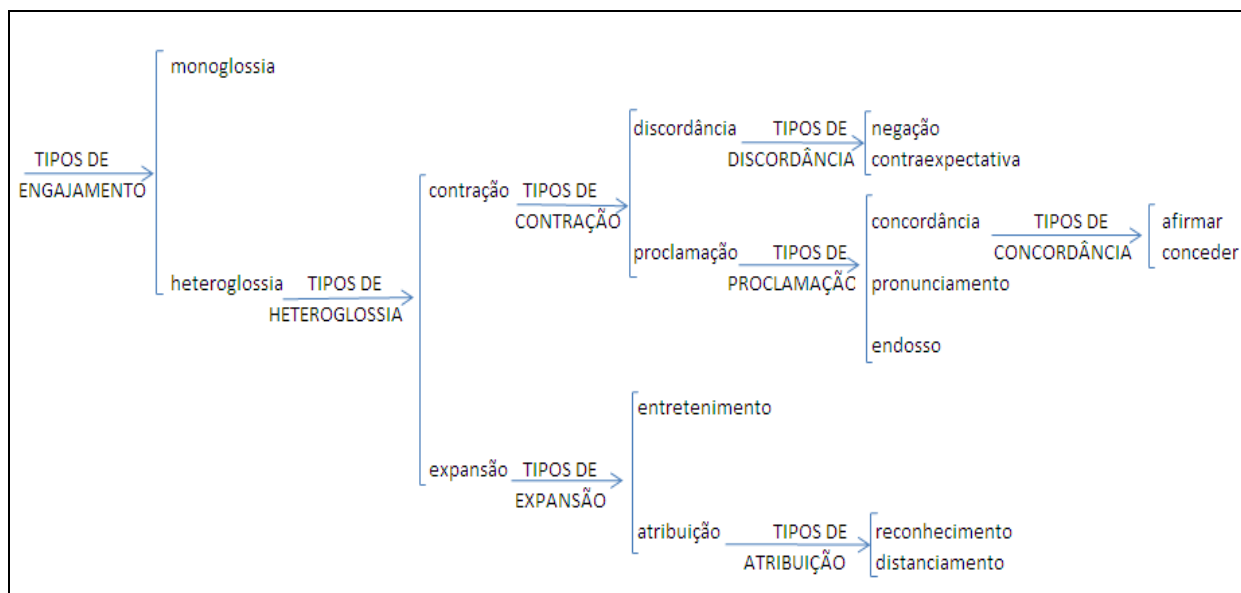 monoglossia
TIPOS DE
ENGAJAMENTO
heteroglossia
TIPOS DE
HETEROGLOSSIA
contração
TIPOS DE
CONTRAÇÃO
discordância
TIPOS DE
DISCORDÂNCIA
negação
contraexpectativa
proclamação
TIPOS DE
PROCLAMAÇÃC
concordância
TIPOS DE
CONCORDÂNCIA
afirmar
conceder
pronunciamento
endosso
expansão
TIPOS DE
EXPANSÃO
entretenimento
atribuição
TIPOS DE
ATRIBUIÇÃO
reconhecimento
distanciamento